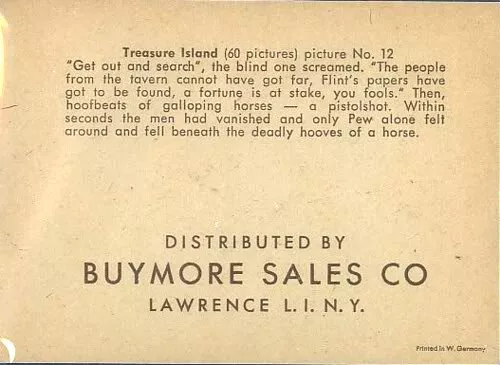 Treasure Island (60 pictures) picture No. 12
"Get out and search", the blind one screamed. "The people
from the tavern cannot have got far, Flint's papers have
got to be found, a fortune is at stake, you fools." Then,
hoofbeats of galloping horses — a pistolshot. Within
seconds the men had vanished and only Pew alone felt
around and fell beneath the deadly hooves of a horse.
DISTRIBUTED BY
BUYMORE SALES CO
LAWRENCE L. I. N. Y.
Printed in W. Germany